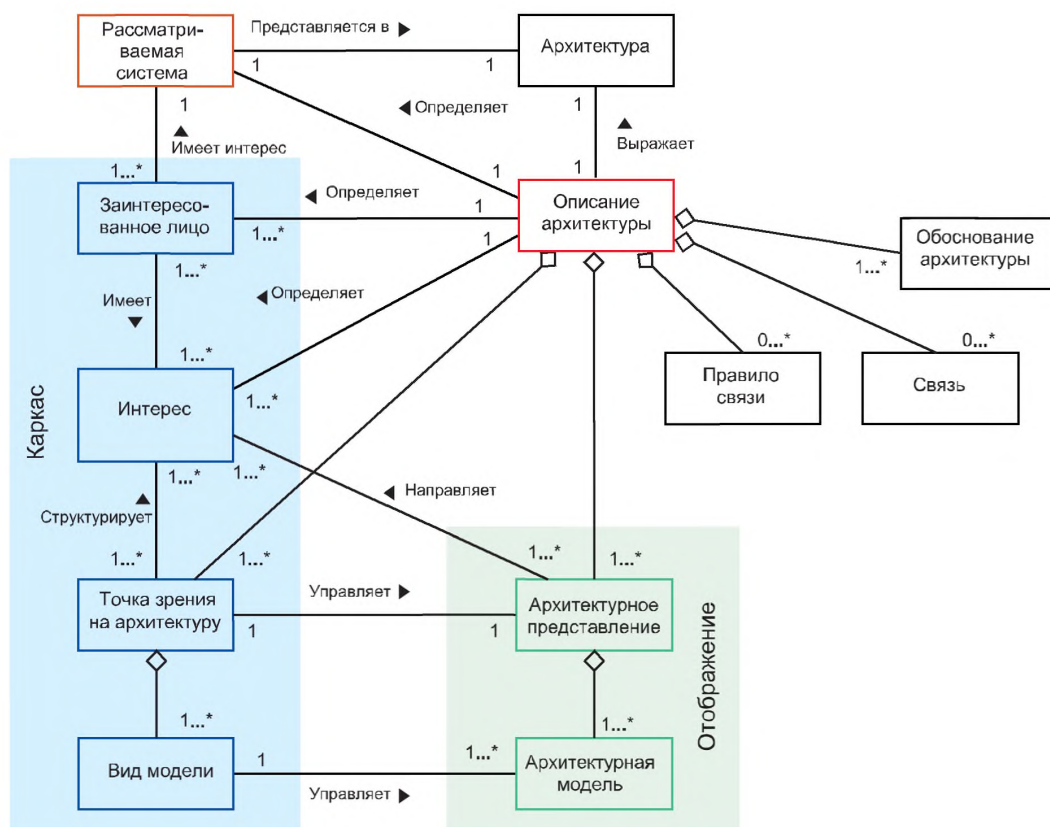 Рассматри-
ваемая
система
Представляется в ►
1
1
Архитектура
1
1
◄ Определяет
1
▲
Имеет интерес
▲
Выражает
1...*
1
1
Заинтересо-
ванное лицо
◄ Определяет
1...*
1
Описание
архитектуры
1
Обоснование
архитектуры
1...*
1...*
Имеет
▼
◄ Определяет
1...*
0...*
0...*
Интерес
1...*
Правило
связи
Связь
Каркас
1...*
1...*
▲
Структурирует
◄ Направляет
1...*
1...*
1...*
1...*
Точка зрения
на архитектуру
Управляет ►
1
1
Архитектурное
представление
Отображение
1...*
1...*
Вид модели
1
1...*
Управляет ►
Архитектурная
модель